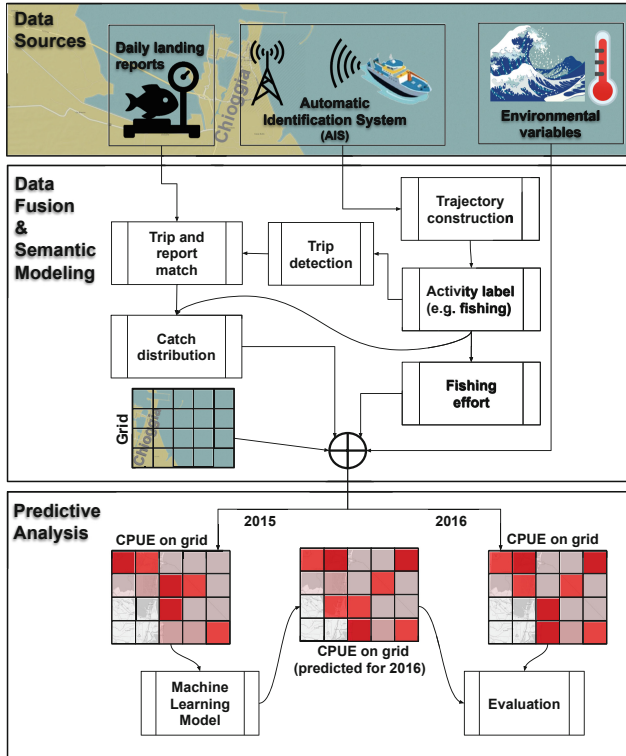 Data
Sources
Daily landing
reports
Chioggia
Automatic
Identification System
(AIS)
Environmental
variables
Data
Fusion
&
Semantic
Modeling
Trip and
report match
Trip
detection
Trajectory
construction
Activity label
(e.g. fishing)
Catch
distribution
Fishing
effort
Grid
Chioggia
Predictive
Analysis
2015
2016
CPUE on grid
CPUE on grid
CPUE on grid
(predicted for 2016)
Machine
Learning
Model
Evaluation